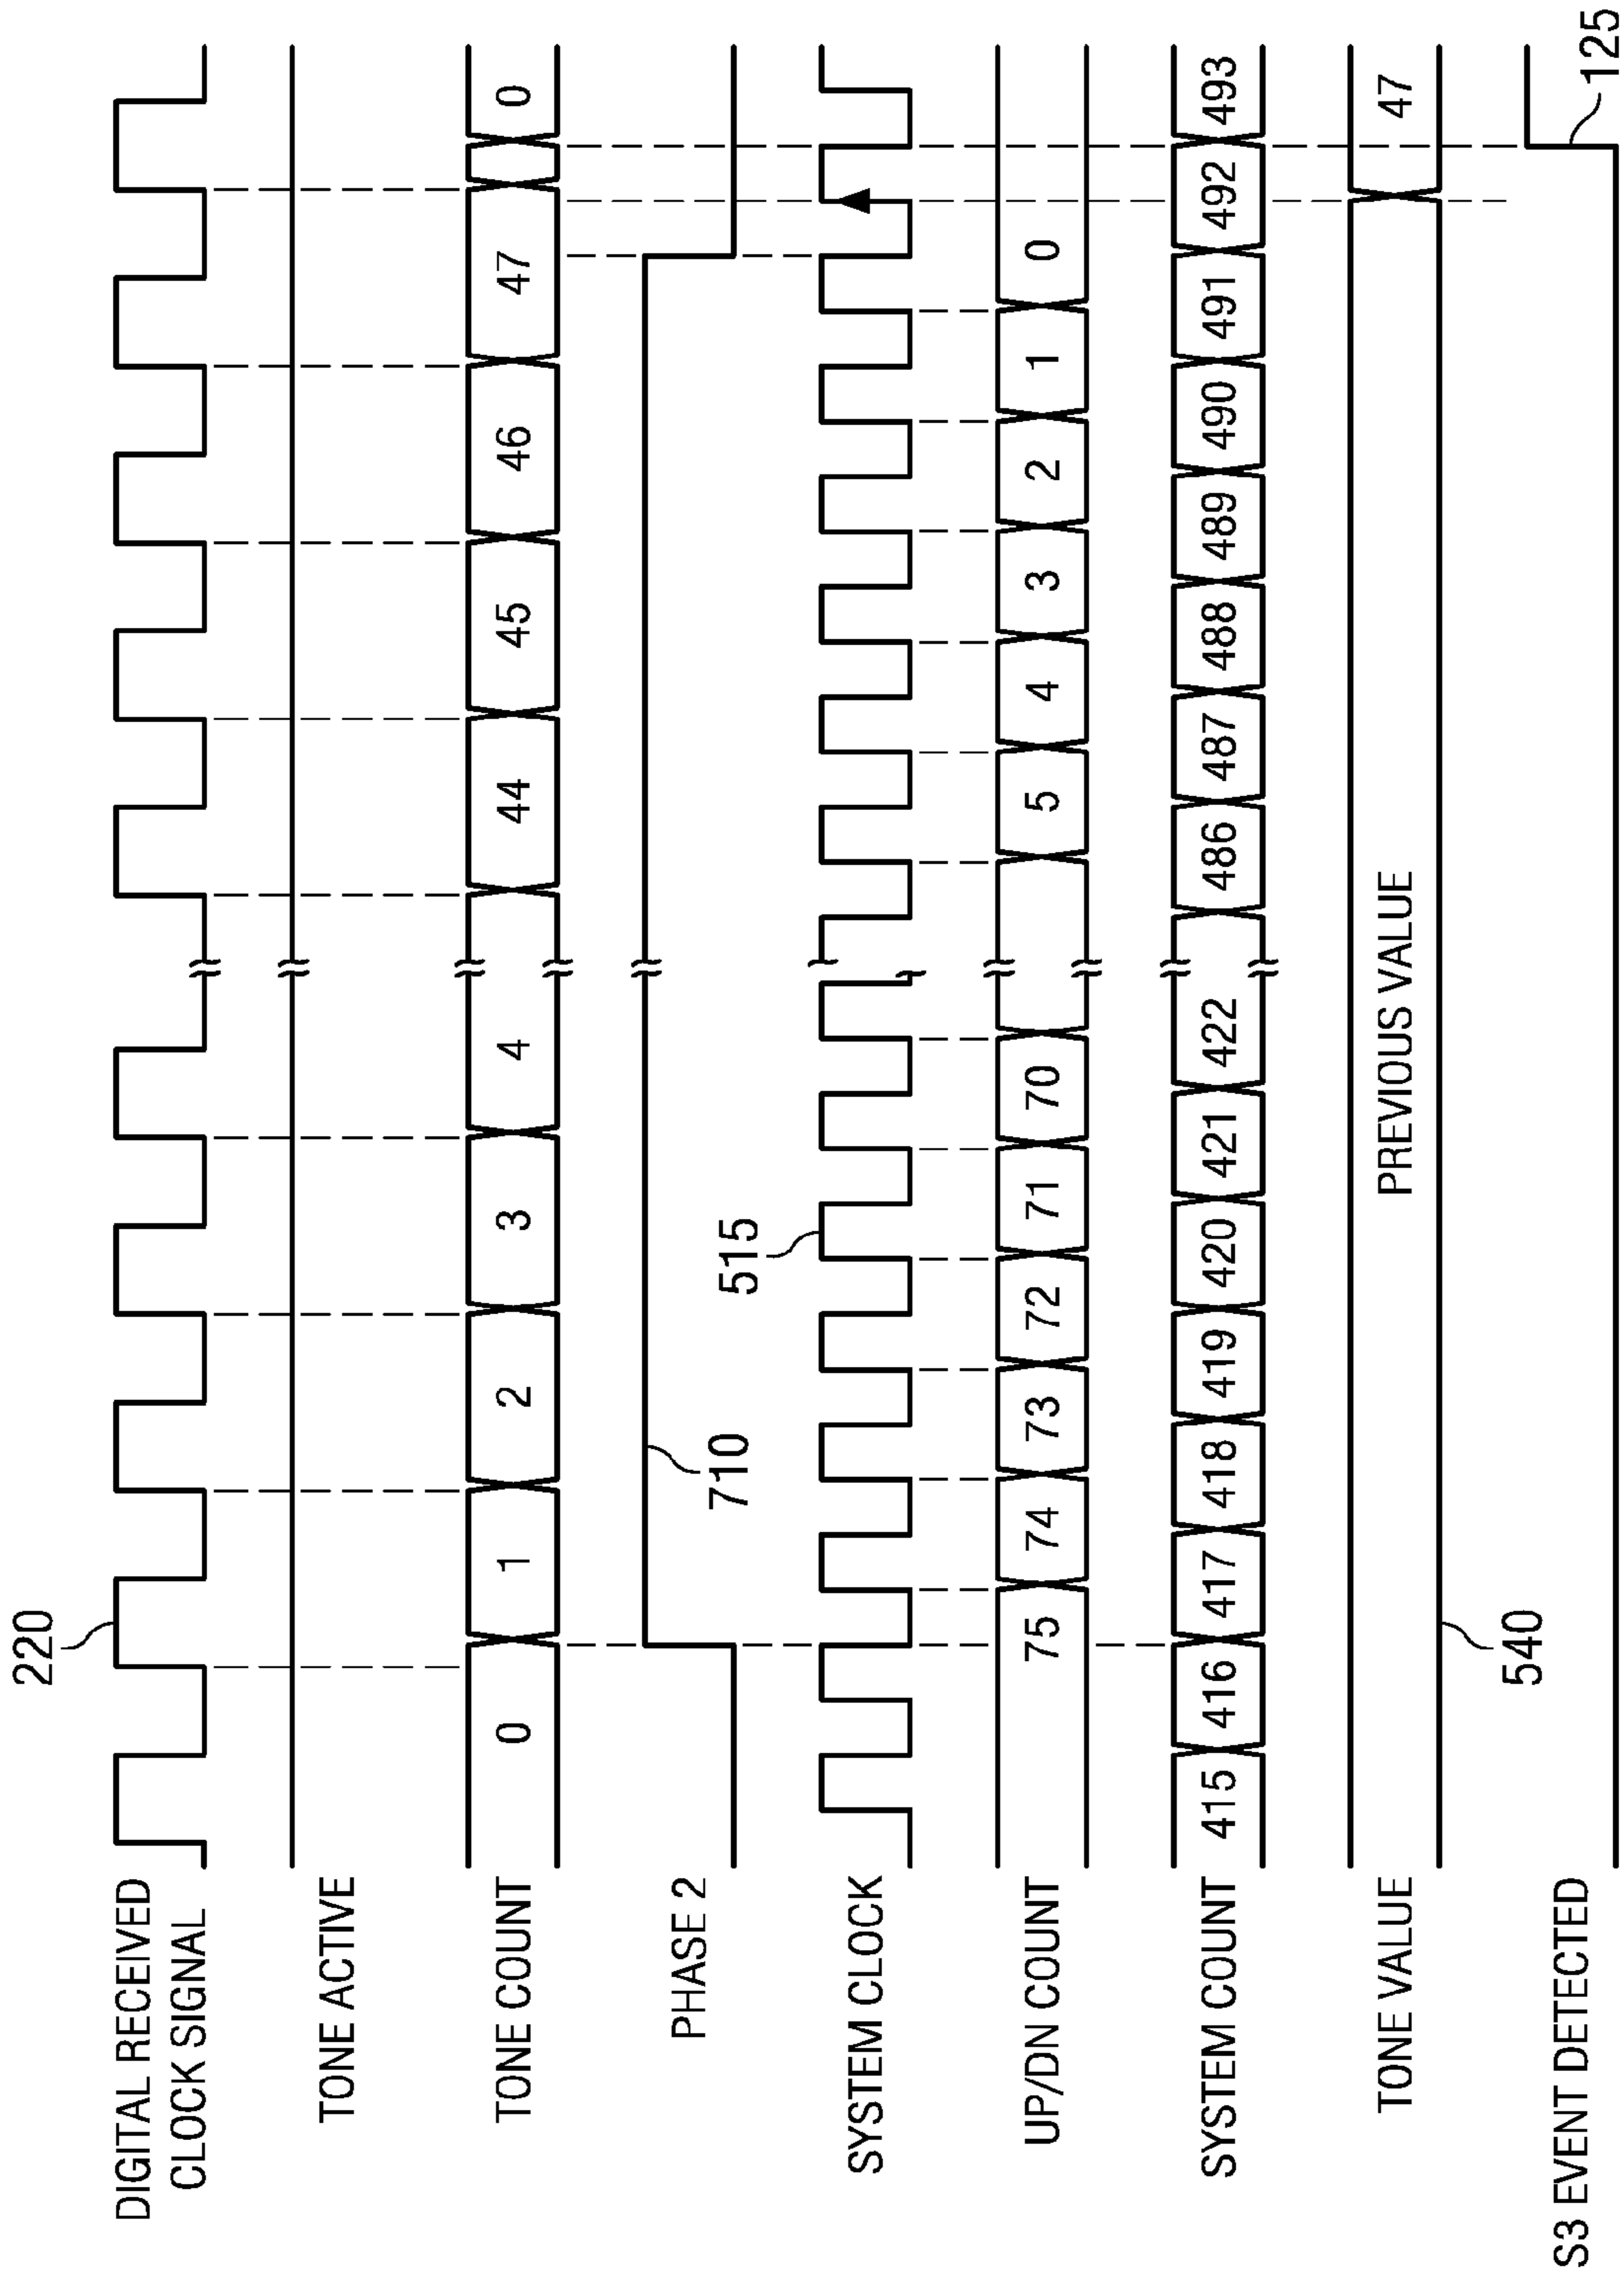 220
DIGITAL RECEIVED
CLOCK SIGNAL
TONE ACTIVE
TONE COUNT
0 1 2 3 4 44 45 46 47 0
PHASE 2
710
515
SYSTEM CLOCK
UP/DN COUNT
75 74 73 72 71 70 5 4 3 2 1 0
SYSTEM COUNT
415 416 417 418 419 420 421 422 486 487 488 489 490 491 492 493
TONE VALUE
PREVIOUS VALUE 47
540
S3 EVENT DETECTED
125